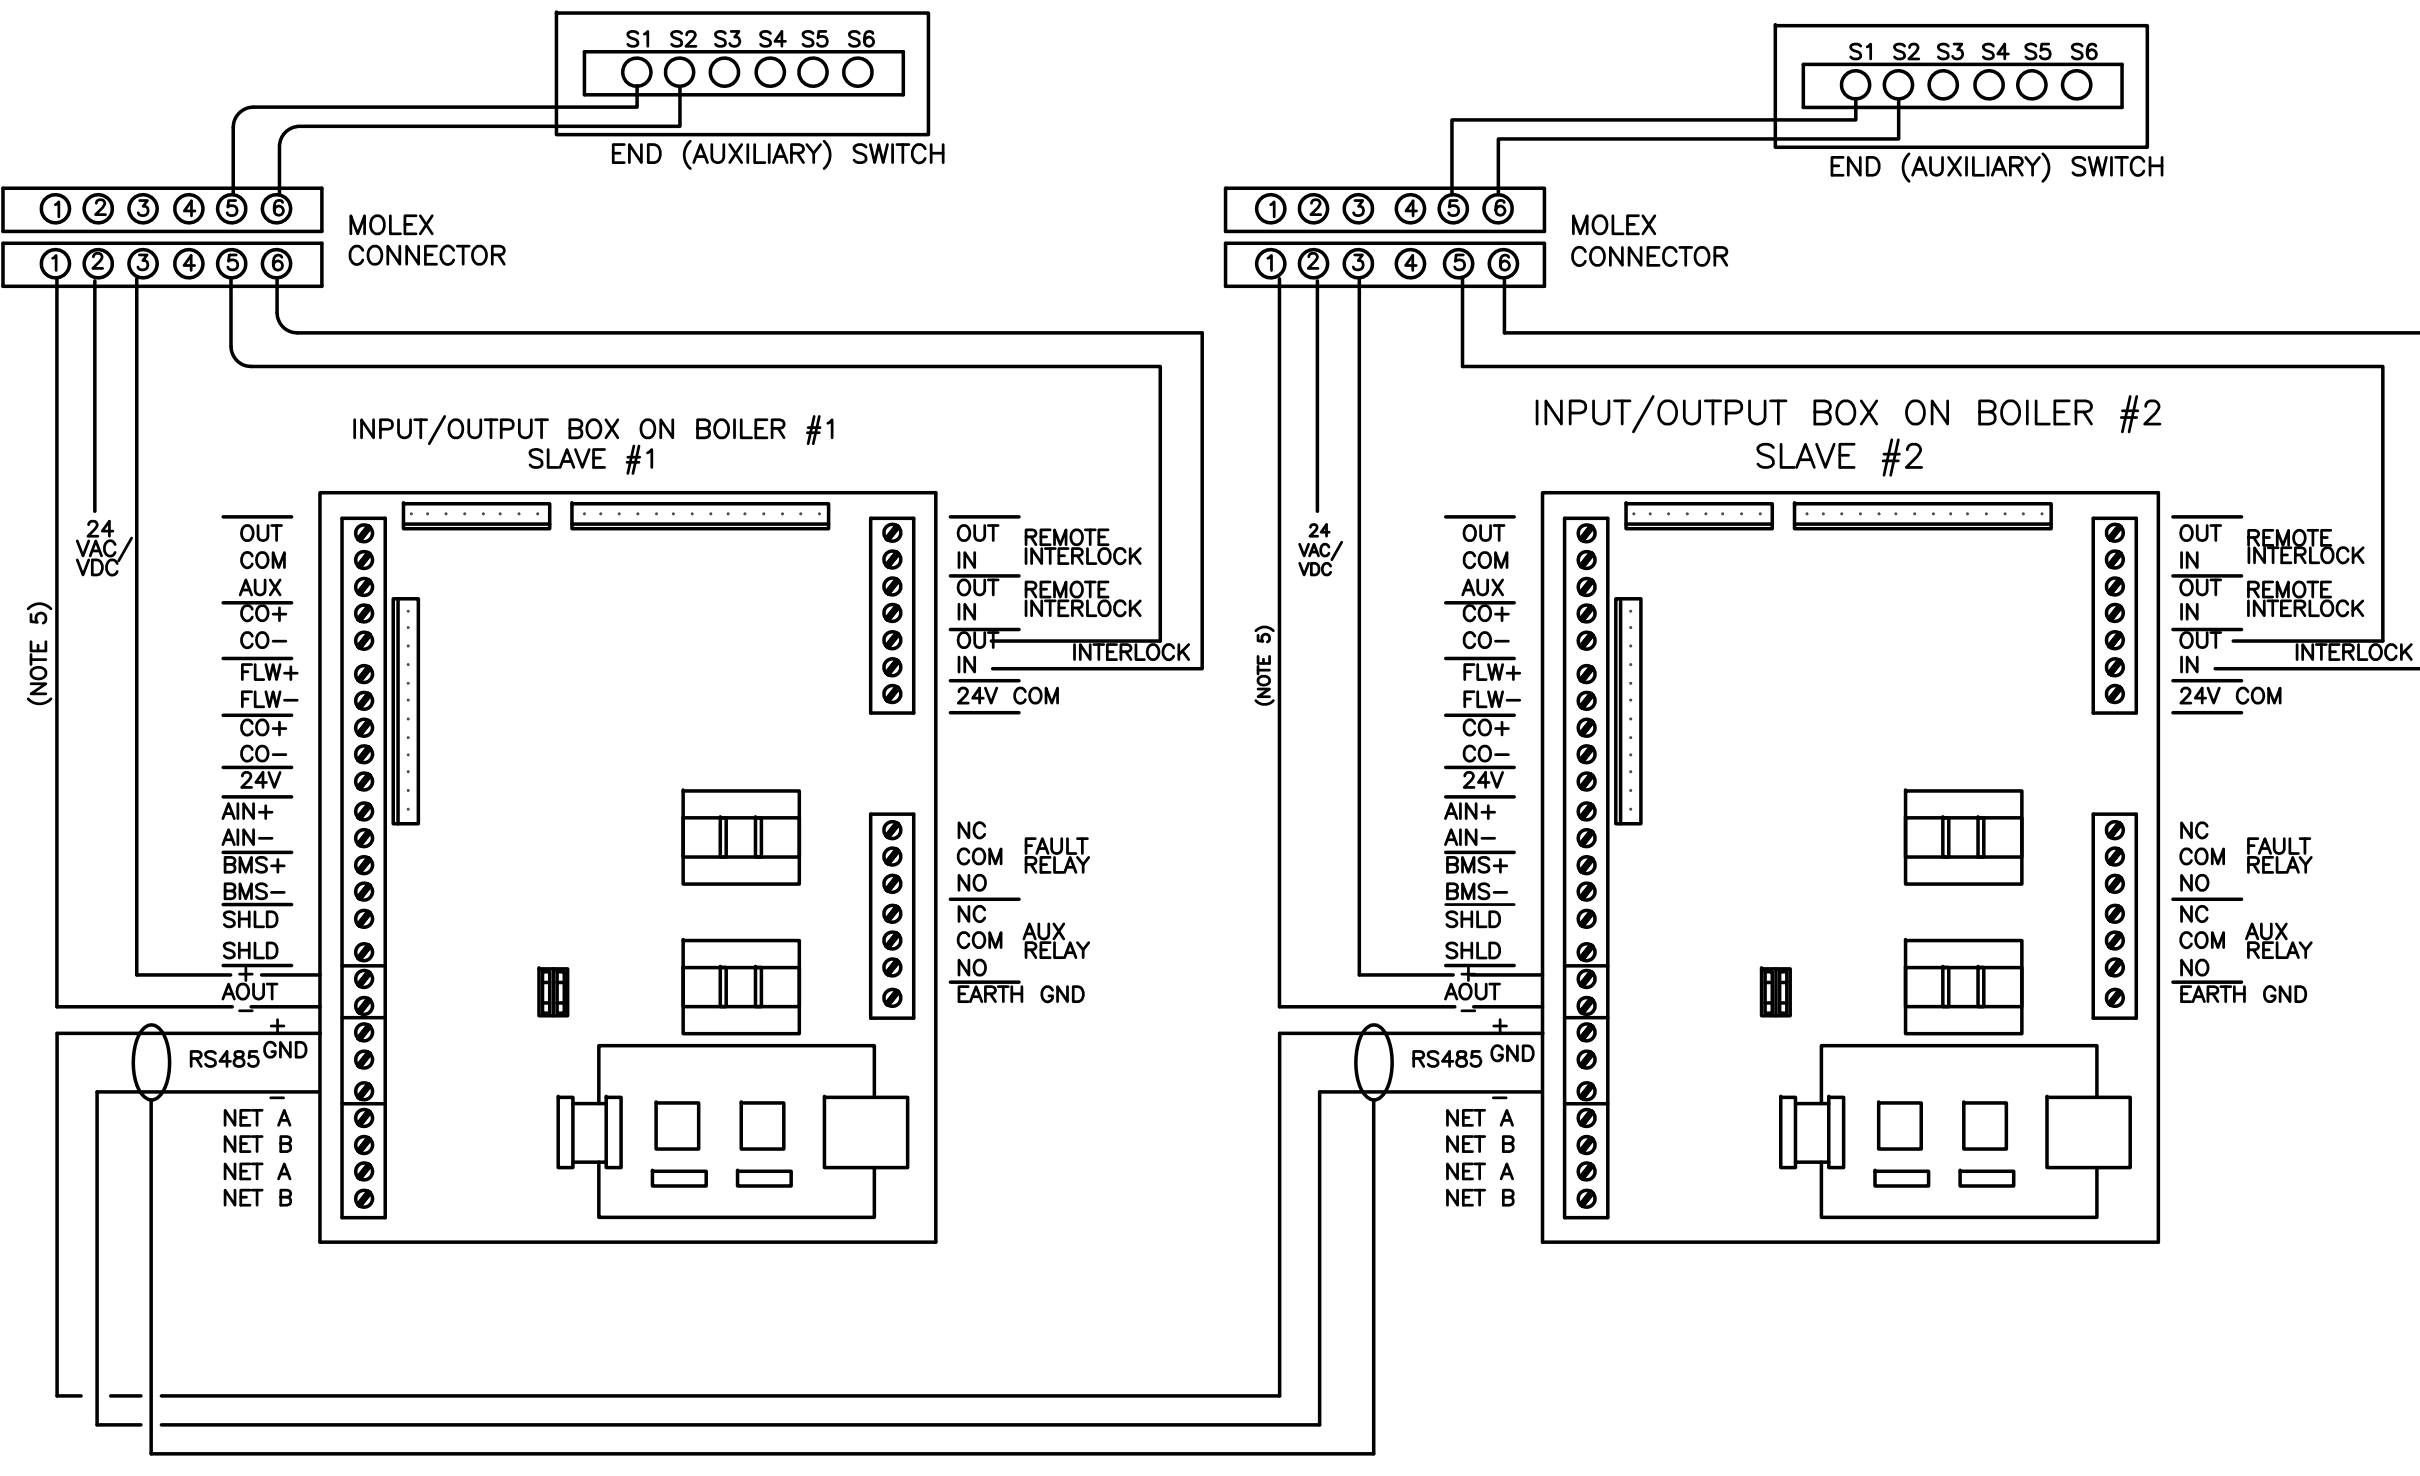 S1 S2 S3 S4 S5 S6
END (AUXILIARY) SWITCH
1 2 3 4 5 6
1 2 3 4 5 6
MOLEX
CONNECTOR
24
VAC/
VDC
(NOTE 5)
INPUT/OUTPUT BOX ON BOILER #1
SLAVE #1
OUT
COM
AUX
CO+
CO-
FLW+
FLW-
CO+
CO-
24V
AIN+
AIN-
BMS+
BMS-
SHLD
SHLD
+
AOUT
-
+
RS485 GND
-
NET A
NET B
NET A
NET B
OUT
IN
REMOTE
INTERLOCK
OUT
IN
REMOTE
INTERLOCK
OUT
IN
INTERLOCK
24V COM
NC
COM
NO
FAULT
RELAY
NC
COM
NO
AUX
RELAY
EARTH GND
S1 S2 S3 S4 S5 S6
END (AUXILIARY) SWITCH
1 2 3 4 5 6
1 2 3 4 5 6
MOLEX
CONNECTOR
24
VAC/
VDC
(NOTE 5)
INPUT/OUTPUT BOX ON BOILER #2
SLAVE #2
OUT
COM
AUX
CO+
CO-
FLW+
FLW-
CO+
CO-
24V
AIN+
AIN-
BMS+
BMS-
SHLD
SHLD
+
AOUT
-
+
RS485 GND
-
NET A
NET B
NET A
NET B
OUT
IN
REMOTE
INTERLOCK
OUT
IN
REMOTE
INTERLOCK
OUT
IN
INTERLOCK
24V COM
NC
COM
NO
FAULT
RELAY
NC
COM
NO
AUX
RELAY
EARTH GND